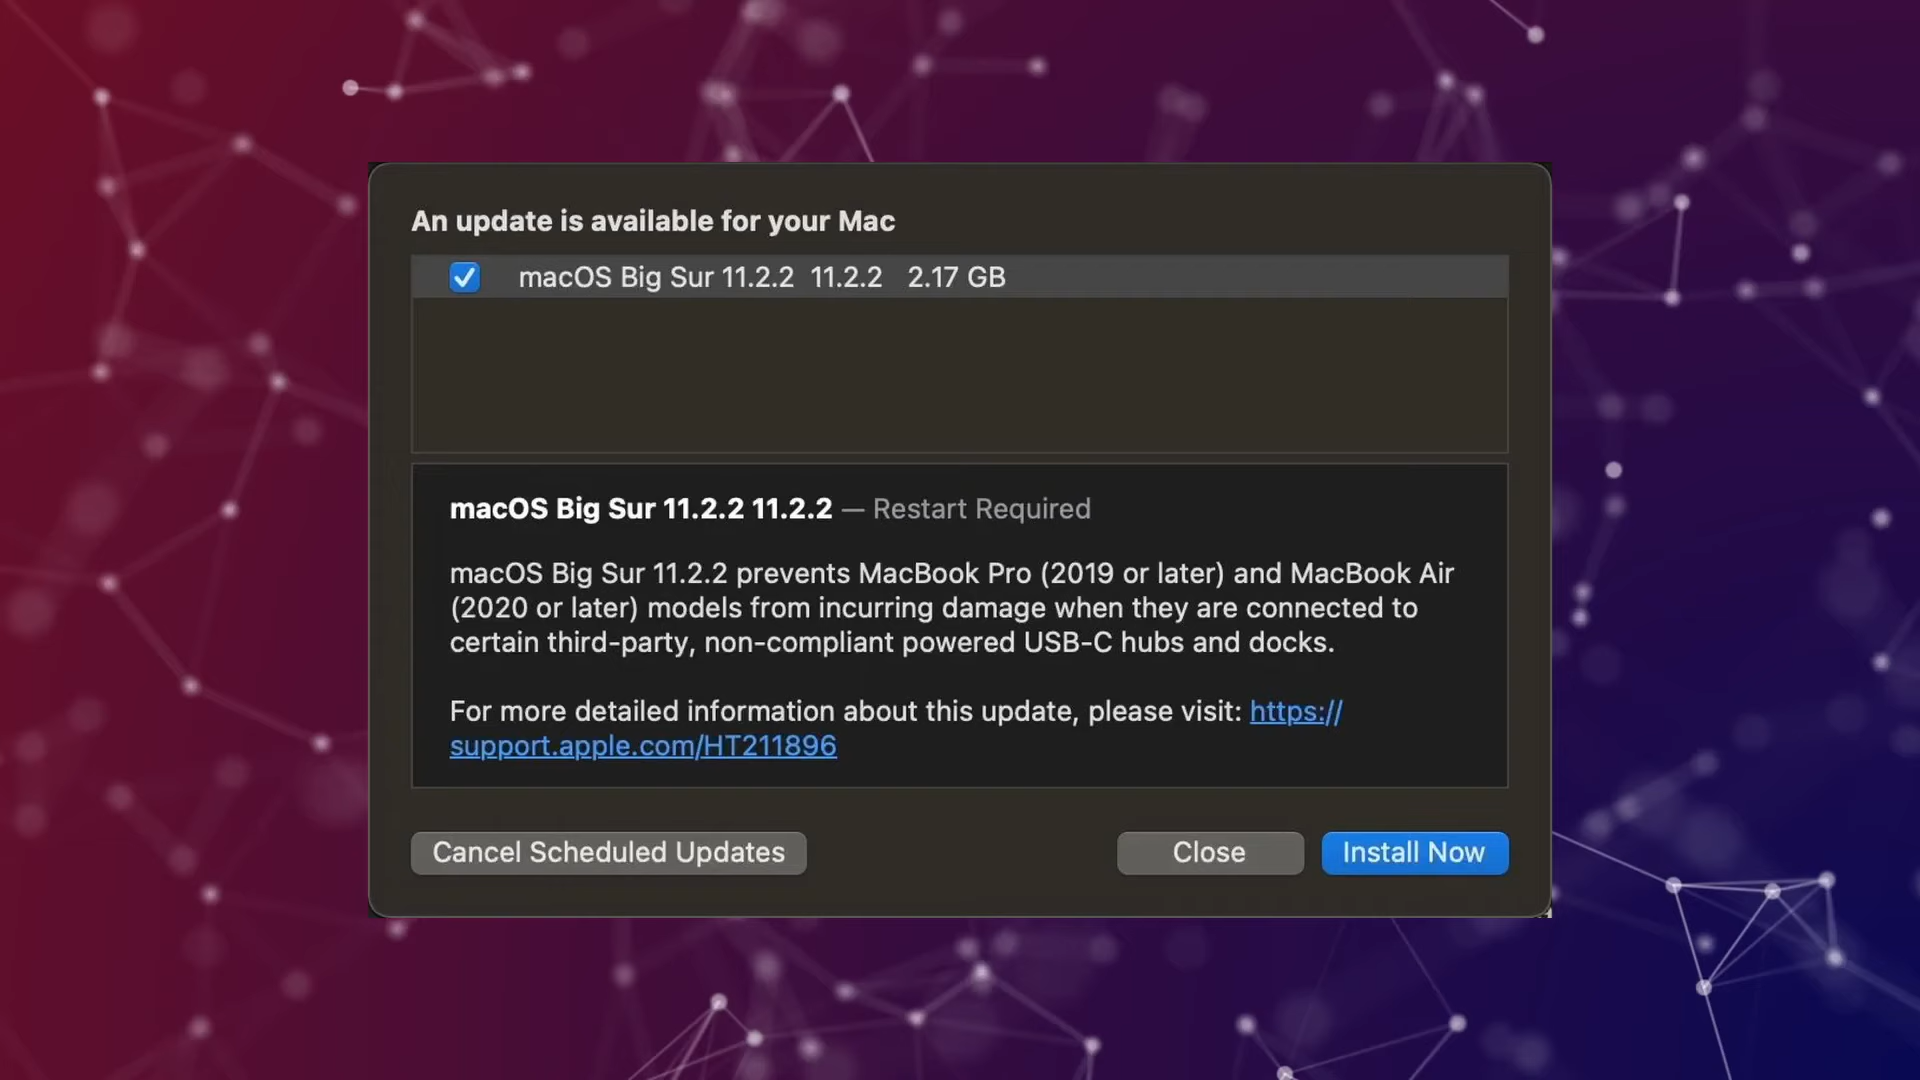 An update is available for your Mac
macOS Big Sur 11.2.2 11.2.2 2.17 GB
macOS Big Sur 11.2.2 11.2.2 — Restart Required
macOS Big Sur 11.2.2 prevents MacBook Pro (2019 or later) and MacBook Air
(2020 or later) models from incurring damage when they are connected to
certain third-party, non-compliant powered USB-C hubs and docks.
For more detailed information about this update, please visit: https://
support.apple.com/HT211896
Cancel Scheduled Updates
Close
Install Now